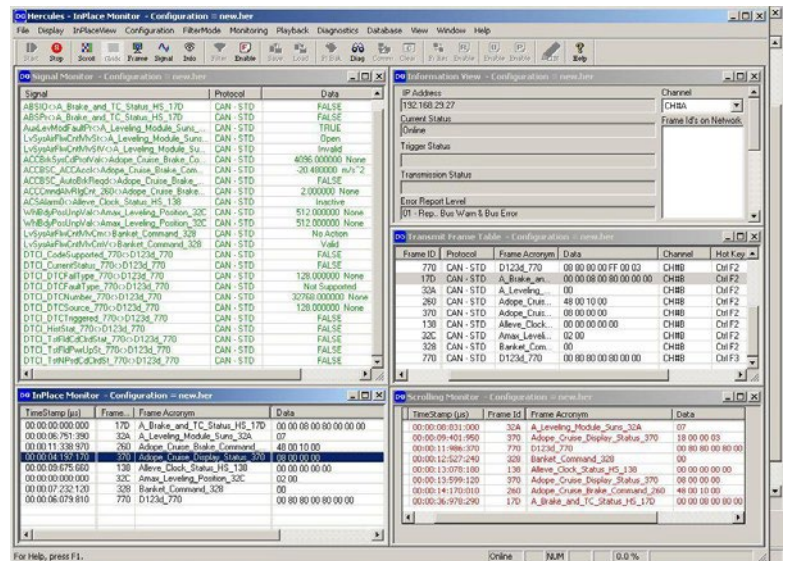 Hercules - InPlace Monitor - Configuration = new.her
File Display InPlaceView Configuration FilterMode Monitoring Playback Diagnostics Database View Window Help
Start Stop Scroll Frame Signal Info Filter Enable Save Load Diag Clear Enable Enable Enable Help
Signal Monitor - Configuration = new.her
Signal Protocol Data
CAN - STD FALSE
CAN - STD FALSE
CAN - STD TRUE
CAN - STD Open
CAN - STD Invalid
CAN - STD 4096.000000 None
CAN - STD -20.480000 m/s^2
CAN - STD FALSE
CAN - STD 2.000000 None
CAN - STD Inactive
CAN - STD 512.000000 None
CAN - STD 512.000000 None
CAN - STD No Action
CAN - STD Valid
DTCI_CodeSupported_770<>D123d_770 CAN - STD FALSE
DTCI_CurrentStatus_770<>D123d_770 CAN - STD FALSE
DTCI_DTCFailType_770<>D123d_770 CAN - STD 128.000000 None
DTCI_DTCFaultType_770<>D123d_770 CAN - STD Not Supported
DTCI_DTCNumber_770<>D123d_770 CAN - STD 32768.000000 None
DTCI_DTCSource_770<>D123d_770 CAN - STD 128.000000 None
DTCI_DTCTriggered_770<>D123d_770 CAN - STD FALSE
DTCI_HistStat_770<>D123d_770 CAN - STD FALSE
CAN - STD FALSE
CAN - STD FALSE
CAN - STD FALSE
Information View - Configuration = new.her
IP Address Channel
192.168.29.27 CH#A
Current Status Frame Id's on Network
Online
Trigger Status
Transmission Status
Error Report Level
01 - Rep.. Bus Warn & Bus Error
Transmit Frame Table - Configuration = new.her
Frame ID Protocol Frame Acronym Data Channel Hot Key
770 CAN - STD D123d_770 08 80 80 00 FF 00 03 CH#B Ctrl F2
17D CAN - STD A_Brake_an... 00 00 08 00 80 00 00 00 CH#B Ctrl F2
32A CAN - STD A_Leveling_... 00 CH#B Ctrl F2
260 CAN - STD Adope_Cruis... 48 00 10 00 CH#B Ctrl F2
370 CAN - STD Adope_Cruis... 08 00 00 00 CH#B Ctrl F2
138 CAN - STD Alleve_Clock... 00 00 00 00 00 CH#B Ctrl F2
32C CAN - STD Amax_Leveli... 02 00 CH#B Ctrl F2
328 CAN - STD Banket_Com... 00 CH#B Ctrl F2
770 CAN - STD D123d_770 00 80 80 00 80 00 00 CH#B Ctrl F3
InPlace Monitor - Configuration = new.her
TimeStamp (µs) Frame... Frame Acronym Data
00:00:00:000:000 17D A_Brake_and_TC_Status_HS_17D 00 00 08 00 80 00 00 00
00:00:06:751:390 32A A_Leveling_Module_Suns_32A 07
00:00:11:338:970 260 Adope_Cruise_Brake_Command_ 48 00 10 00
00:00:04:197:170 370 Adope_Cruise_Display_Status_370 08 00 00 00
00:00:09:675:660 138 Alleve_Clock_Status_HS_138 00 00 00 00 00
00:00:00:000:000 32C Amax_Leveling_Position_32C 02 00
00:00:07:232:120 328 Banket_Command_328 00
00:00:06:079:810 770 D123d_770 00 80 80 00 80 00 00
Scrolling Monitor - Configuration = new.her
TimeStamp (µs) Frame Id Frame Acronym Data
00:00:08:831:000 32A A_Leveling_Module_Suns_32A 07
00:00:09:401:950 370 Adope_Cruise_Display_Status_370 18 00 00 03
00:00:11:986:370 770 D123d_770 00 80 80 00 80 00
00:00:12:527:240 328 Banket_Command_328 00
00:00:13:078:180 138 Alleve_Clock_Status_HS_138 00 00 00 00 00
00:00:13:599:120 370 Adope_Cruise_Display_Status_370 08 00 00 00
00:00:14:170:010 260 Adope_Cruise_Brake_Command_260 48 00 10 00
00:00:36:978:290 17D A_Brake_and_TC_Status_HS_17D 00 00 08 00 80 00
For Help, press F1. Online NUM 0.0 %